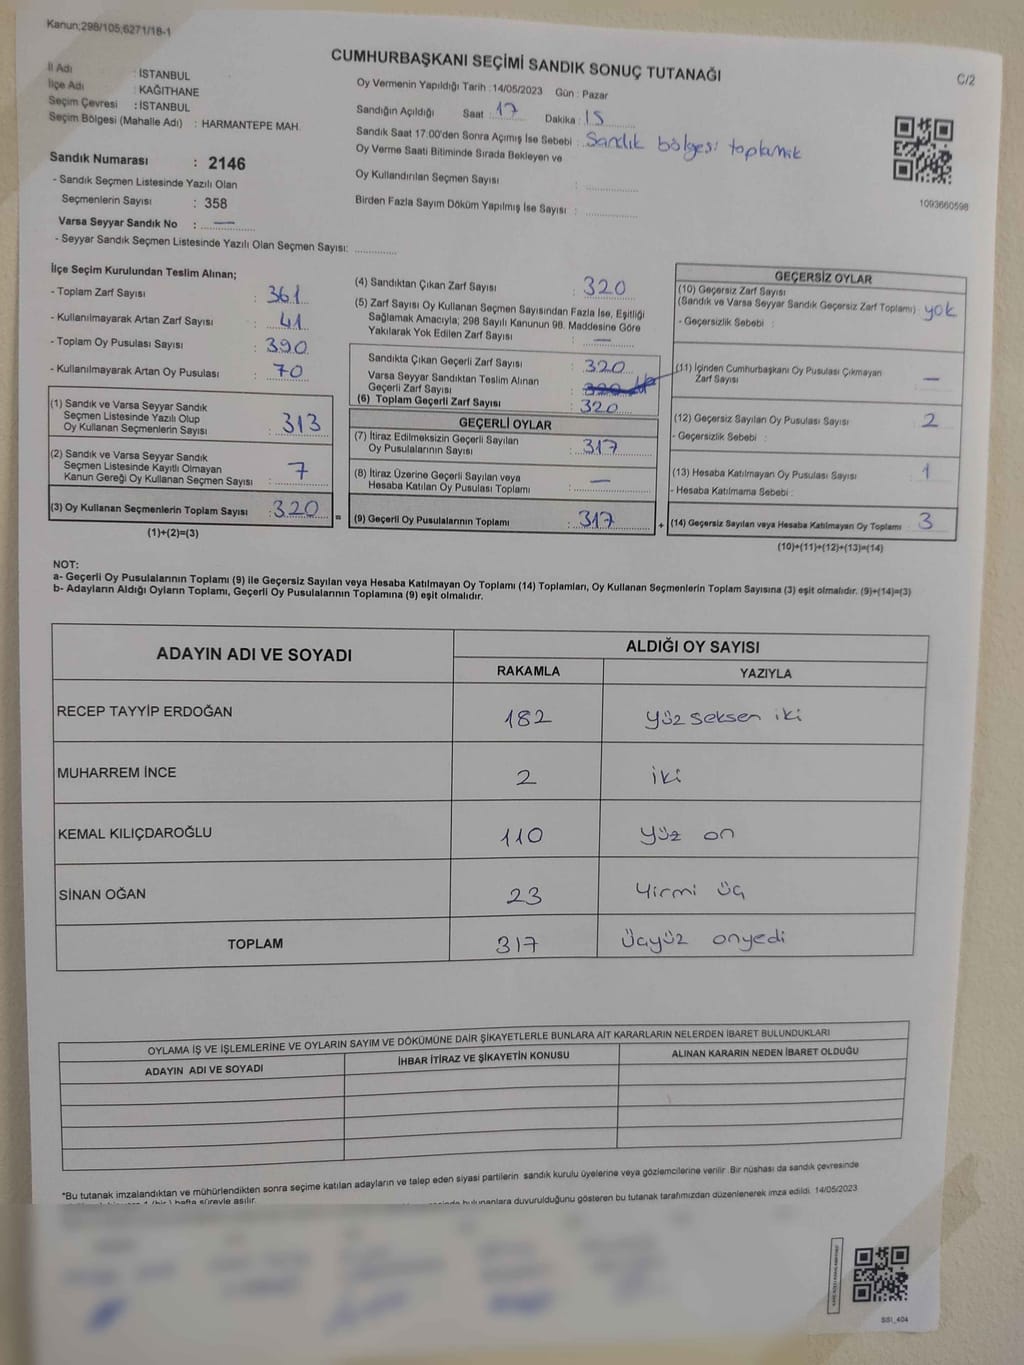 Kanun;298/105,6271/18-1
CUMHURBAŞKANI SEÇİMİ SANDIK SONUÇ TUTANAĞI
C/2
İl Adı : İSTANBUL
İlçe Adı : KAĞITHANE
Seçim Çevresi : İSTANBUL
Seçim Bölgesi (Mahalle Adı) : HARMANTEPE MAH.
Oy Vermenin Yapıldığı Tarih : 14/05/2023 Gün : Pazar
Sandığın Açıldığı Saat : 17 Dakika : 15
Sandık Saat 17:00'den Sonra Açımış İse Sebebi : Sandık bölgesi toplamak
Oy Verme Saati Bitiminde Sırada Bekleyen ve
Oy Kullandırılan Seçmen Sayısı :
Birden Fazla Sayım Döküm Yapılmış İse Sayısı :
1093660598
Sandık Numarası : 2146
- Sandık Seçmen Listesinde Yazılı Olan
Seçmenlerin Sayısı : 358
Varsa Seyyar Sandık No : —
- Seyyar Sandık Seçmen Listesinde Yazılı Olan Seçmen Sayısı:
İlçe Seçim Kurulundan Teslim Alınan;
- Toplam Zarf Sayısı : 361
- Kullanılmayarak Artan Zarf Sayısı : 41
- Toplam Oy Pusulası Sayısı : 390
- Kullanılmayarak Artan Oy Pusulası : 70
(1) Sandık ve Varsa Seyyar Sandık
Seçmen Listesinde Yazılı Olup
Oy Kullanan Seçmenlerin Sayısı : 313
(2) Sandık ve Varsa Seyyar Sandık
Seçmen Listesinde Kayıtlı Olmayan
Kanun Gereği Oy Kullanan Seçmen Sayısı : 7
(3) Oy Kullanan Seçmenlerin Toplam Sayısı : 320
(1)+(2)=(3)
(4) Sandıktan Çıkan Zarf Sayısı : 320
(5) Zarf Sayısı Oy Kullanan Seçmen Sayısından Fazla İse, Eşitliği
Sağlamak Amacıyla; 298 Sayılı Kanunun 98. Maddesine Göre
Yakılarak Yok Edilen Zarf Sayısı : —
Sandıkta Çıkan Geçerli Zarf Sayısı : 320
Varsa Seyyar Sandıktan Teslim Alınan
Geçerli Zarf Sayısı : 320
(6) Toplam Geçerli Zarf Sayısı : 320
GEÇERLİ OYLAR
(7) İtiraz Edilmeksizin Geçerli Sayılan
Oy Pusulalarının Sayısı : 317
(8) İtiraz Üzerine Geçerli Sayılan veya
Hesaba Katılan Oy Pusulası Toplamı : —
= (9) Geçerli Oy Pusulalarının Toplamı : 317
GEÇERSİZ OYLAR
(10) Geçersiz Zarf Sayısı
(Sandık ve Varsa Seyyar Sandık Geçersiz Zarf Toplamı) : yok
- Geçersizlik Sebebi :
(11) İçinden Cumhurbaşkanı Oy Pusulası Çıkmayan
Zarf Sayısı : —
(12) Geçersiz Sayılan Oy Pusulası Sayısı : 2
- Geçersizlik Sebebi :
(13) Hesaba Katılmayan Oy Pusulası Sayısı : 1
- Hesaba Katılmama Sebebi :
+ (14) Geçersiz Sayılan veya Hesaba Katılmayan Oy Toplamı 3
(10)+(11)+(12)+(13)=(14)
NOT:
a- Geçerli Oy Pusulalarının Toplamı (9) ile Geçersiz Sayılan veya Hesaba Katılmayan Oy Toplamı (14) Toplamları, Oy Kullanan Seçmenlerin Toplam Sayısına (3) eşit olmalıdır. (9)+(14)=(3)
b- Adayların Aldığı Oyların Toplamı, Geçerli Oy Pusulalarının Toplamına (9) eşit olmalıdır.
ADAYIN ADI VE SOYADI
ALDIĞI OY SAYISI
RAKAMLA YAZIYLA
RECEP TAYYİP ERDOĞAN 182 yüz seksen iki
MUHARREM İNCE 2 iki
KEMAL KILIÇDAROĞLU 110 yüz on
SİNAN OĞAN 23 yirmi üç
TOPLAM 317 üçyüz onyedi
OYLAMA İŞ VE İŞLEMLERİNE VE OYLARIN SAYIM VE DÖKÜMÜNE DAİR ŞİKAYETLERLE BUNLARA AİT KARARLARIN NELERDEN İBARET BULUNDUKLARI
ADAYIN ADI VE SOYADI İHBAR İTİRAZ VE ŞİKAYETİN KONUSU ALINAN KARARIN NEDEN İBARET OLDUĞU
*Bu tutanak imzalandıktan ve mühürlendikten sonra seçime katılan adayların ve talep eden siyasi partilerin sandık kurulu üyelerine veya gözlemcilerine verilir .Bir nüshası da sandık çevresinde
hafta süreyle asılır. bulunanlara duyurulduğunu gösteren bu tutanak tarafımızdan düzenlenerek imza edildi. 14/05/2023
SSI_404